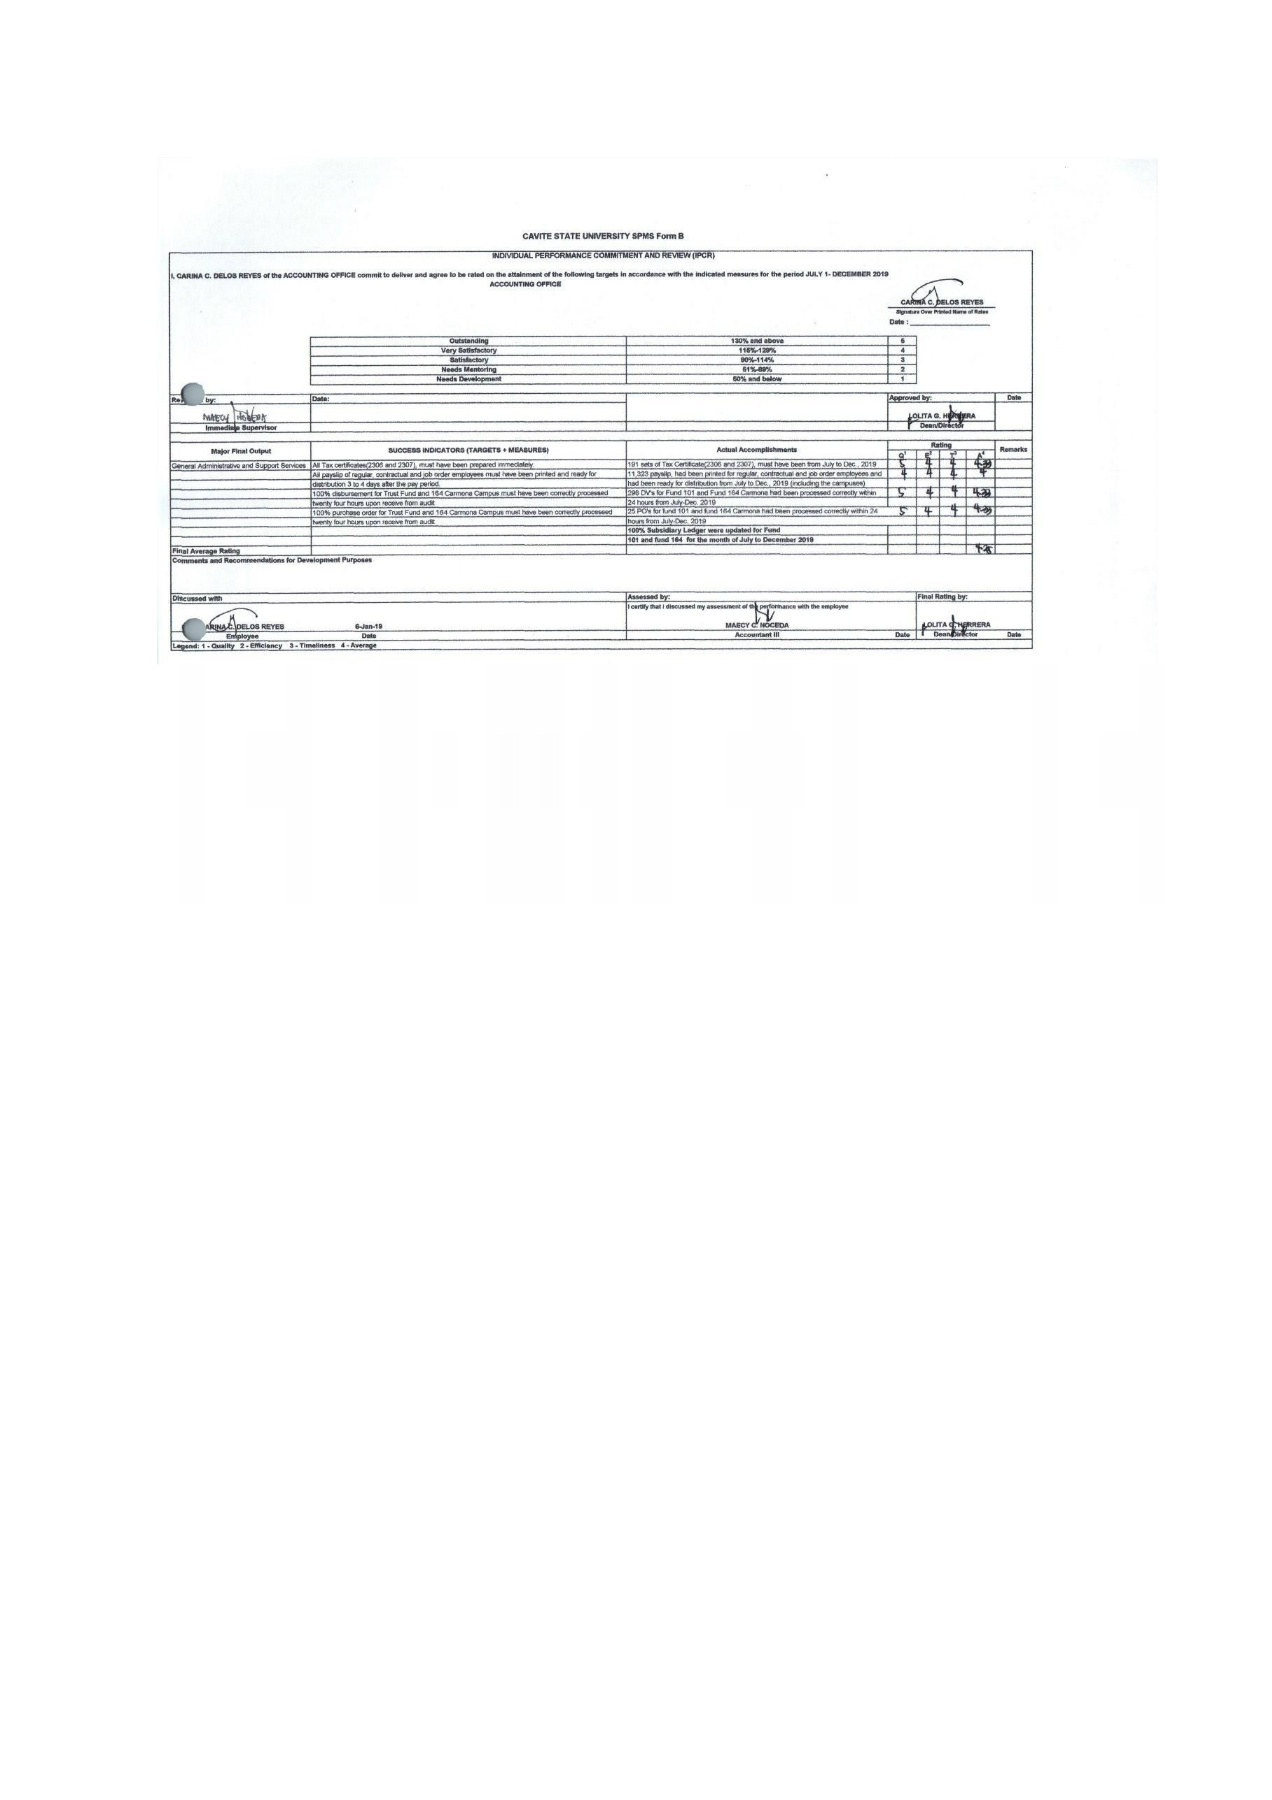 CAVITE STATE UNIVERSITY SPMS Form B
INDIVIDUAL PERFORMANCE COMMITMENT AND REVIEW (IPCR)
I, CARINA C. DELOS REYES of the ACCOUNTING OFFICE commit to deliver and agree to be rated on the attainment of the following targets in accordance with the indicated measures for the period JULY 1- DECEMBER 2019
ACCOUNTING OFFICE
CARINA C. DELOS REYES
Signature Over Printed Name of Ratee
Date :
Outstanding 130% and above 5
Very Satisfactory 115%-129% 4
Satisfactory 90%-114% 3
Needs Mentoring 51%-89% 2
Needs Development 50% and below 1
by: Date: Approved by: Date
LOLITA G. HERRERA
Immediate Supervisor Dean/Director
Major Final Output SUCCESS INDICATORS (TARGETS + MEASURES) Actual Accomplishments Rating Remarks
Q1 E2 T3 A4
General Administrative and Support Services All Tax certificates(2306 and 2307), must have been prepared immediately. 191 sets of Tax Certificate(2306 and 2307), must have been from July to Dec., 2019 5 4 4 4.33
All payslip of regular, contractual and job order employees must have been printed and ready for 11,323 payslip, had been printed for regular, contractual and job order employees and 4 4 4 4
distribution 3 to 4 days after the pay period. had been ready for distribution from July to Dec., 2019 (including the campuses)
100% disbursement for Trust Fund and 164 Carmona Campus must have been correctly processed 296 DV's for Fund 101 and Fund 164 Carmona had been processed correctly within 5 4 4 4.33
twenty four hours upon receive from audit 24 hours from July-Dec. 2019
100% purchase order for Trust Fund and 164 Carmona Campus must have been correctly processed 25 PO's for fund 101 and fund 164 Carmona had been processed correctly within 24 5 4 4 4.33
twenty four hours upon receive from audit hours from July-Dec. 2019
100% Subsidiary Ledger were updated for Fund
101 and fund 164 for the month of July to December 2019
Final Average Rating 4.25
Comments and Recommendations for Development Purposes
Discussed with Assessed by: Final Rating by:
I certify that I discussed my assessment of the performance with the employee
CARINA C. DELOS REYES 6-Jan-19 MAECY C. NOCEDA LOLITA G. HERRERA
Employee Date Accountant III Date Dean/Director Date
Legend: 1 - Quality 2 - Efficiency 3 - Timeliness 4 - Average